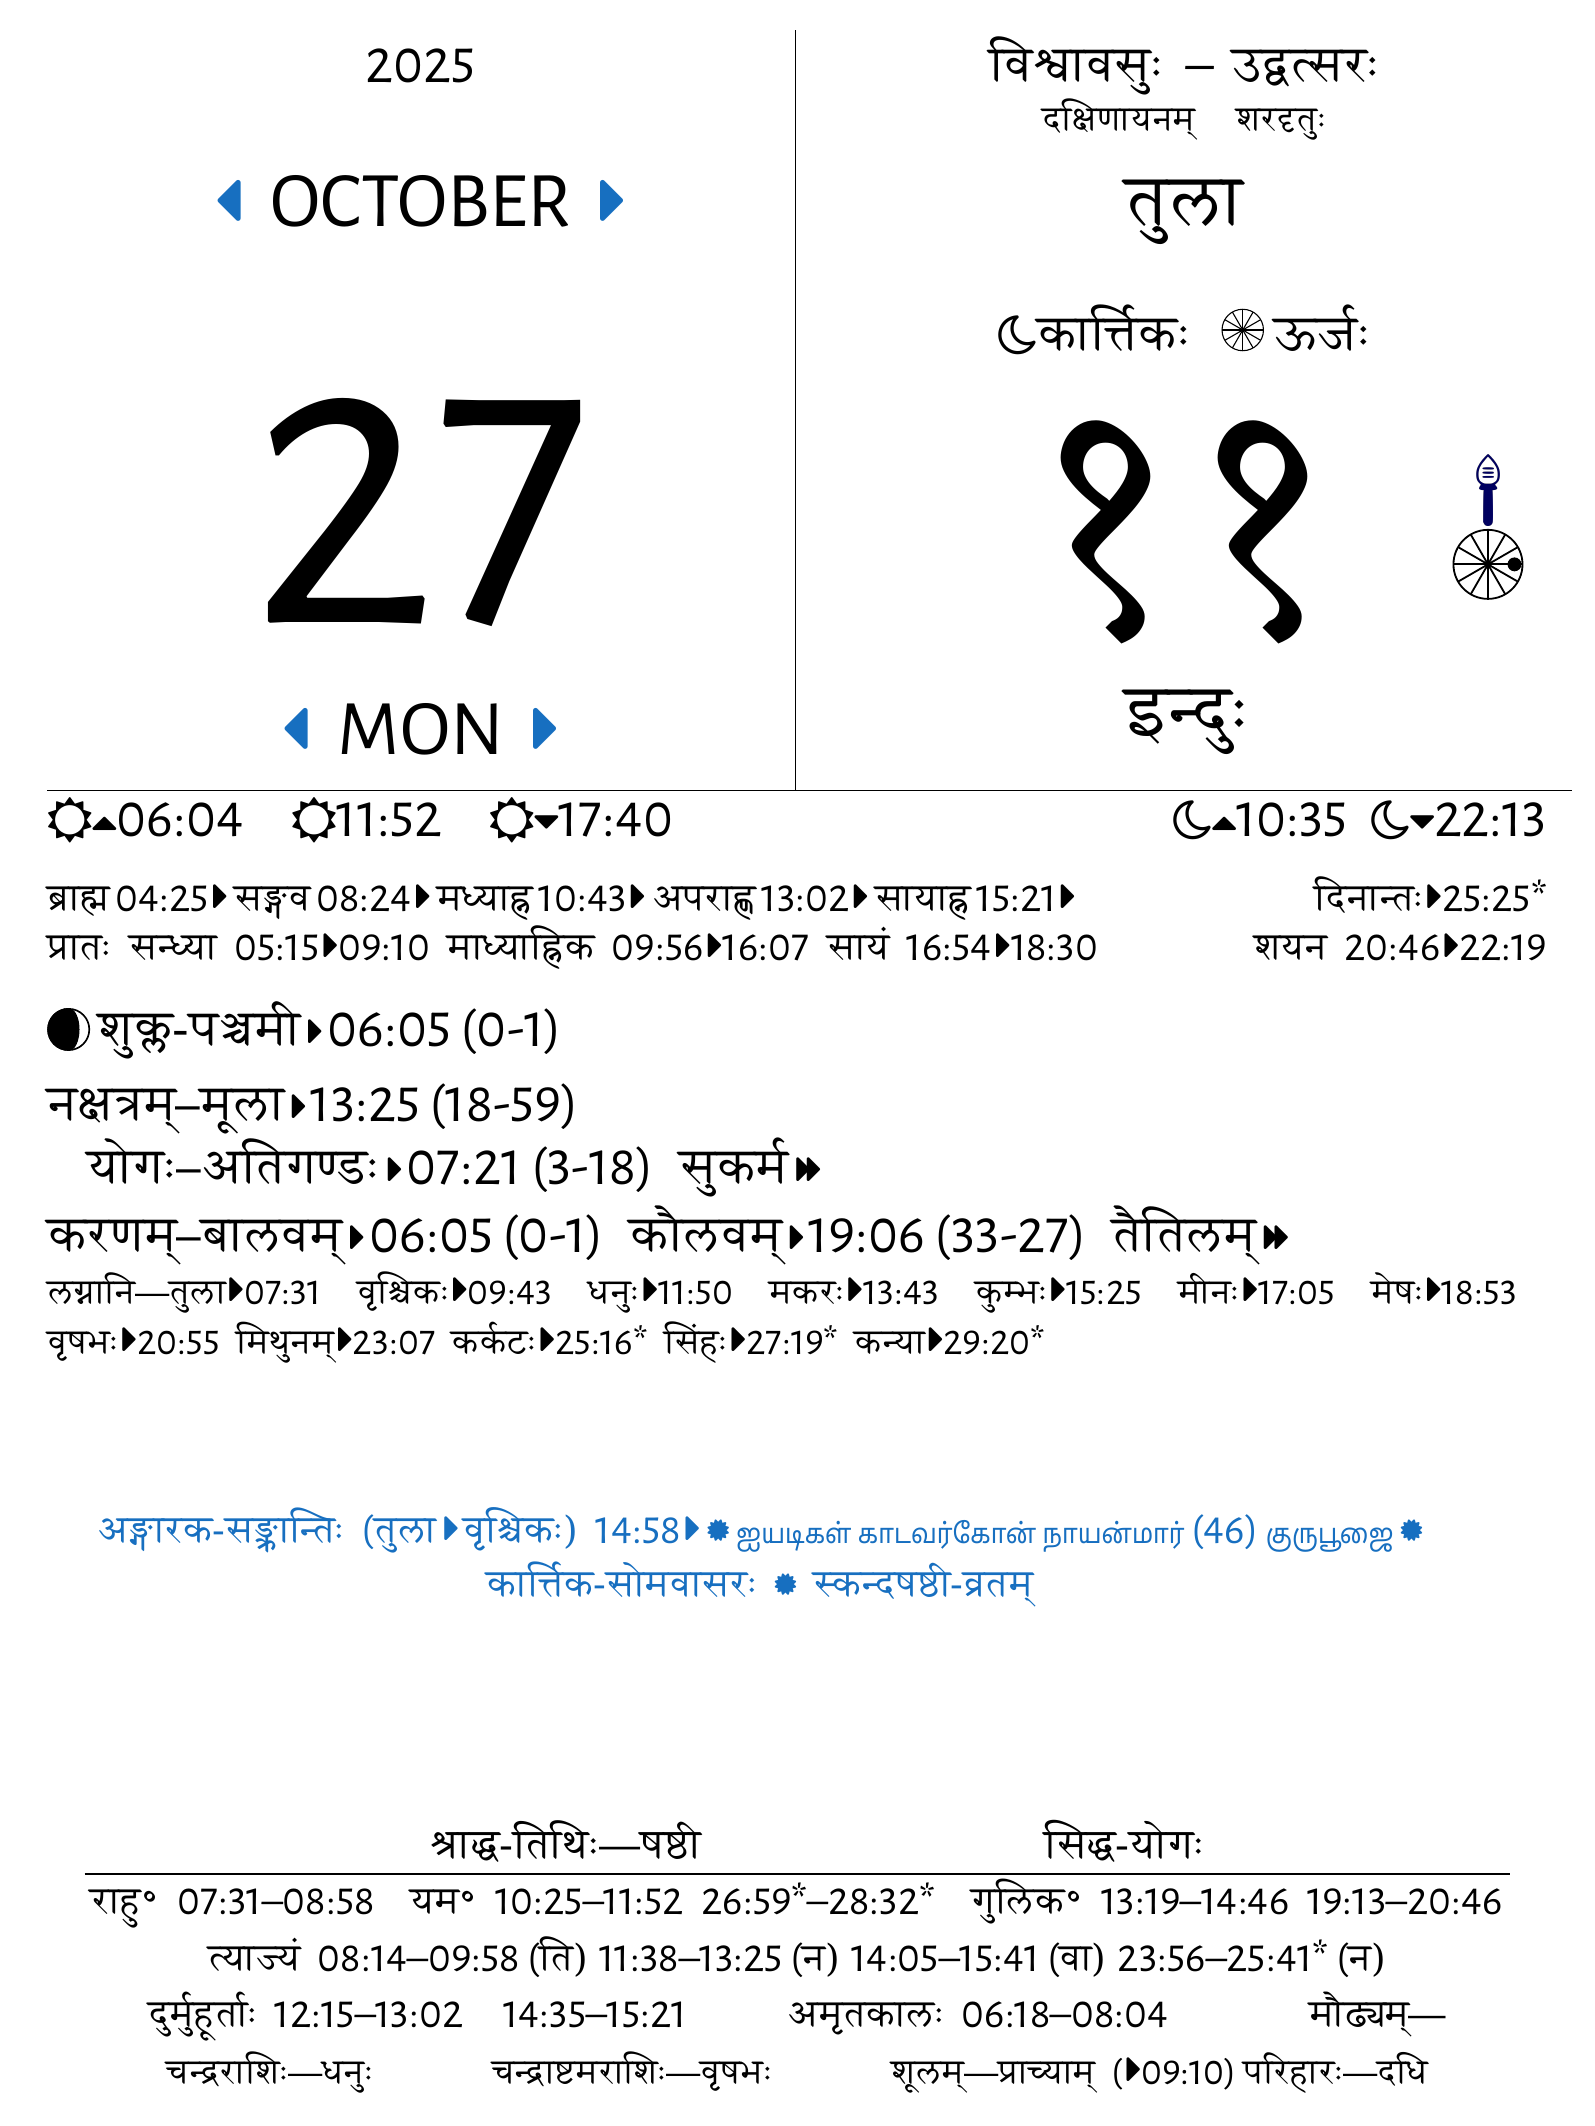 2025
OCTOBER
27
MON
विश्वावसुः – उद्वत्सरः
दक्षिणायनम् शरदृतुः
तुला
कार्त्तिकः ऊर्जः
११
इन्दुः
06:04 11:52 17:40 10:35 22:13
ब्राह्म 04:25 सङ्गव 08:24 मध्याह्न 10:43 अपराह्ण 13:02 सायाह्न 15:21 दिनान्तः 25:25*
प्रातः सन्ध्या 05:15 09:10 माध्याह्निक 09:56 16:07 सायं 16:54 18:30 शयन 20:46 22:19
शुक्ल-पञ्चमी 06:05 (0-1)
नक्षत्रम्–मूला 13:25 (18-59)
योगः–अतिगण्डः 07:21 (3-18) सुकर्म
करणम्–बालवम् 06:05 (0-1) कौलवम् 19:06 (33-27) तैतिलम्
लग्नानि—तुला 07:31 वृश्चिकः 09:43 धनुः 11:50 मकरः 13:43 कुम्भः 15:25 मीनः 17:05 मेषः 18:53
वृषभः 20:55 मिथुनम् 23:07 कर्कटः 25:16* सिंहः 27:19* कन्या 29:20*
अङ्गारक-सङ्क्रान्तिः (तुला वृश्चिकः) 14:58 ஐயடிகள் காடவர்கோன் நாயன்மார் (46) குருபூஜை
कार्त्तिक-सोमवासरः स्कन्दषष्ठी-व्रतम्
श्राद्ध-तिथिः—षष्ठी सिद्ध-योगः
राहु॰ 07:31–08:58 यम॰ 10:25–11:52 26:59*–28:32* गुलिक॰ 13:19–14:46 19:13–20:46
त्याज्यं 08:14–09:58 (ति) 11:38–13:25 (न) 14:05–15:41 (वा) 23:56–25:41* (न)
दुर्मुहूर्ताः 12:15–13:02 14:35–15:21 अमृतकालः 06:18–08:04 मौढ्यम्—
चन्द्रराशिः—धनुः चन्द्राष्टमराशिः—वृषभः शूलम्—प्राच्याम् (09:10) परिहारः—दधि